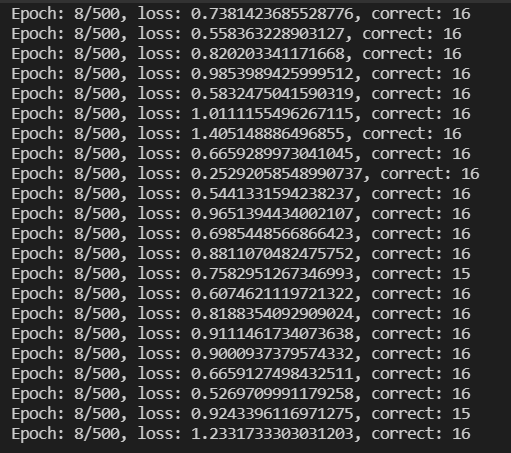 Epoch: 8/500, loss: 0.7381423685528776, correct: 16
Epoch: 8/500, loss: 0.558363228903127, correct: 16
Epoch: 8/500, loss: 0.820203341171668, correct: 16
Epoch: 8/500, loss: 0.9853989425999512, correct: 16
Epoch: 8/500, loss: 0.5832475041590319, correct: 16
Epoch: 8/500, loss: 1.0111155496267115, correct: 16
Epoch: 8/500, loss: 1.405148886496855, correct: 16
Epoch: 8/500, loss: 0.6659289973041045, correct: 16
Epoch: 8/500, loss: 0.25292058548990737, correct: 16
Epoch: 8/500, loss: 0.5441331594238237, correct: 16
Epoch: 8/500, loss: 0.9651394434002107, correct: 16
Epoch: 8/500, loss: 0.6985448566866423, correct: 16
Epoch: 8/500, loss: 0.8811070482475752, correct: 16
Epoch: 8/500, loss: 0.7582951267346993, correct: 15
Epoch: 8/500, loss: 0.6074621119721322, correct: 16
Epoch: 8/500, loss: 0.8188354092909024, correct: 16
Epoch: 8/500, loss: 0.9111461734073638, correct: 16
Epoch: 8/500, loss: 0.9000937379574332, correct: 16
Epoch: 8/500, loss: 0.6659127498432511, correct: 16
Epoch: 8/500, loss: 0.5269709991179258, correct: 16
Epoch: 8/500, loss: 0.9243396116971275, correct: 15
Epoch: 8/500, loss: 1.2331733303031203, correct: 16